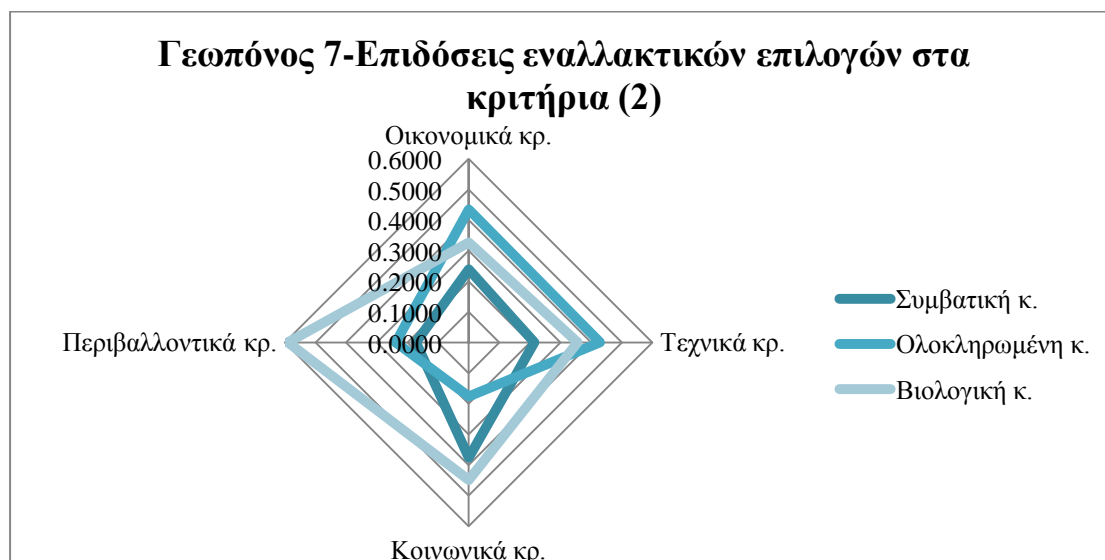 Γεωπόνος 7-Επιδόσεις εναλλακτικών επιλογών στα
κριτήρια (2)
Οικονομικά κρ.
0.6000
0.5000
0.4000
0.3000
0.2000
0.1000
0.0000
Περιβαλλοντικά κρ.
Τεχνικά κρ.
Κοινωνικά κρ.
Συμβατική κ.
Ολοκληρωμένη κ.
Βιολογική κ.